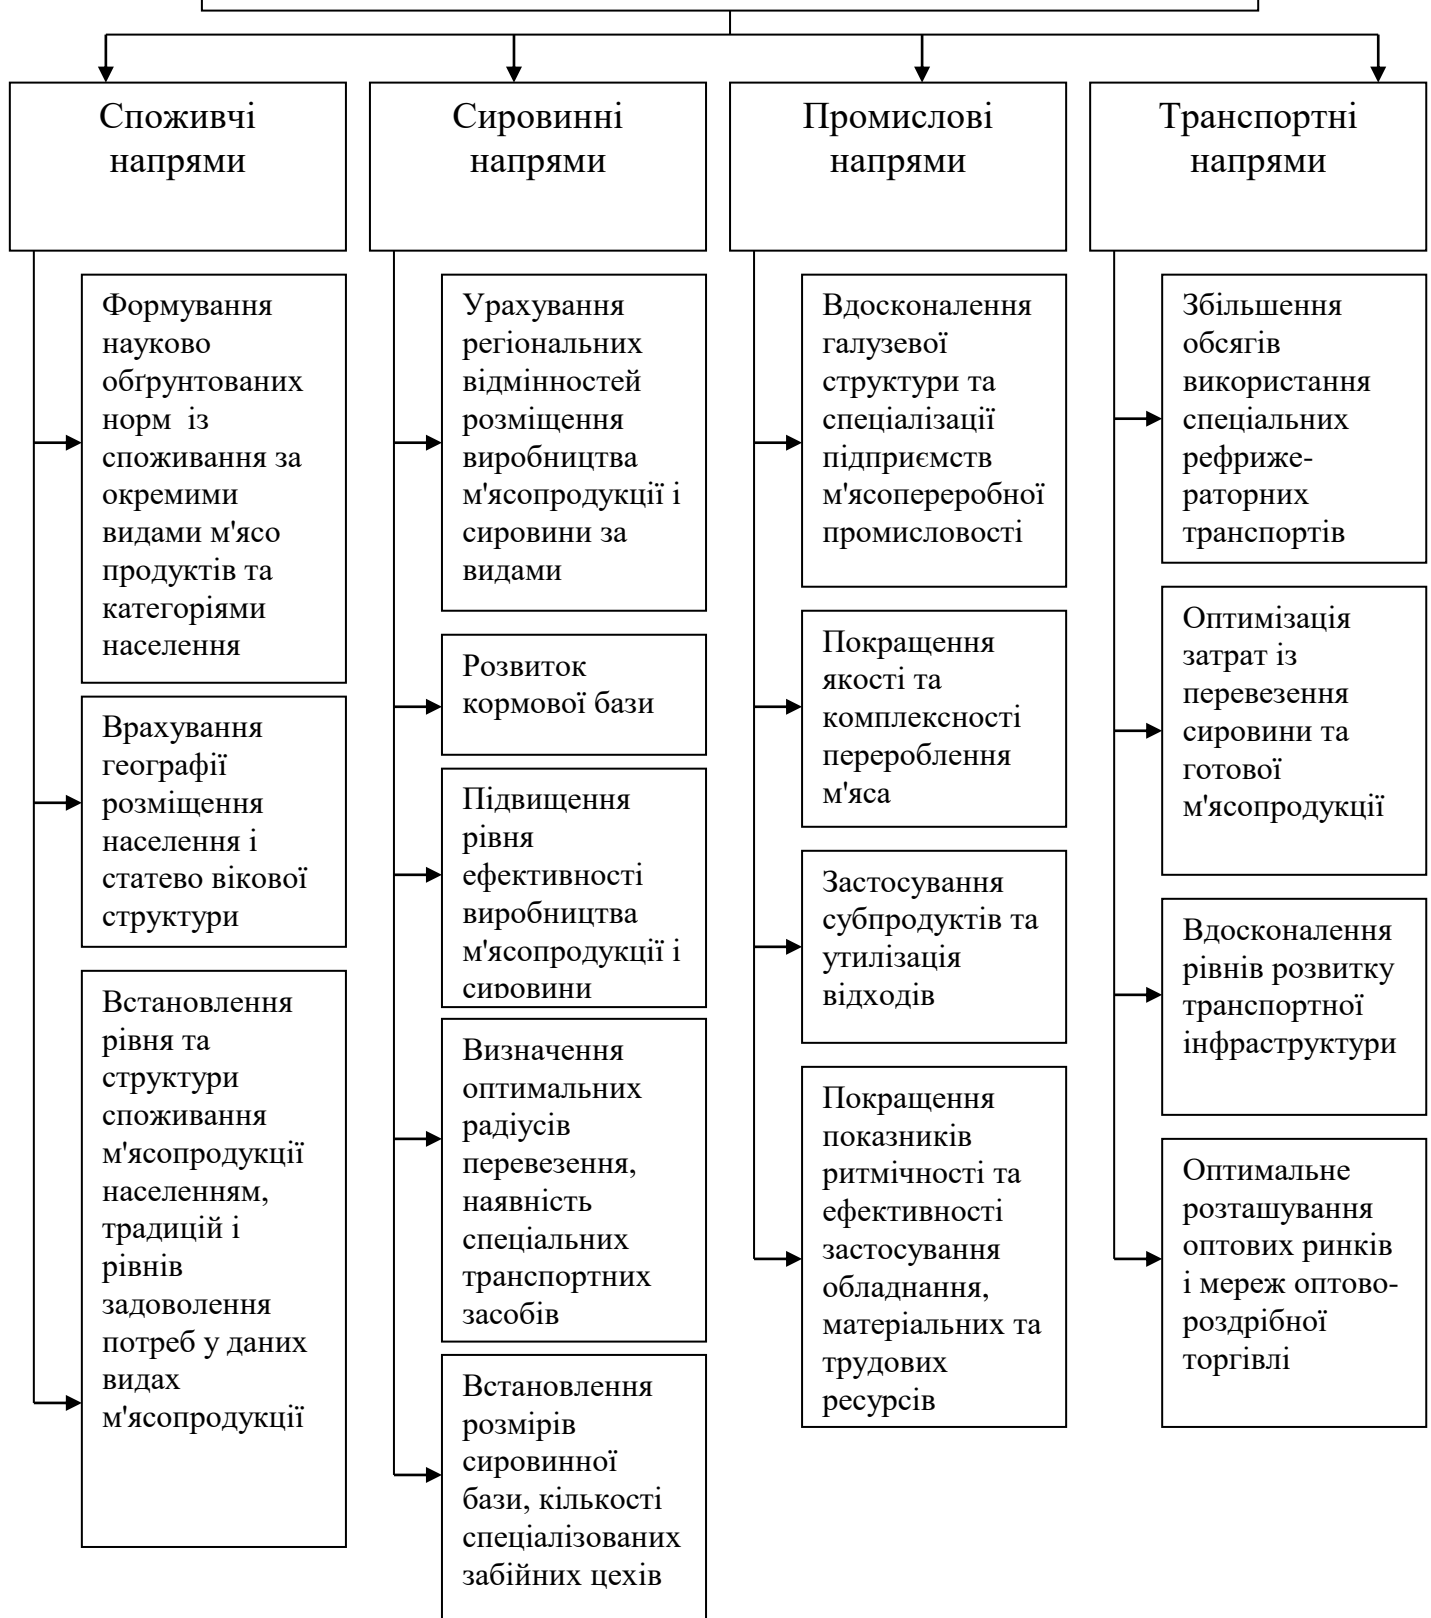 Споживчі
напрями
Формування
науково
обґрунтованих
норм  із
споживання за
окремими
видами м'ясо
продуктів та
категоріями
населення
Врахування
географії
розміщення
населення і
статево вікової
структури
Встановлення
рівня та
структури
споживання
м'ясопродукції
населенням,
традицій і
рівнів
задоволення
потреб у даних
видах
м'ясопродукції
Сировинні
напрями
Урахування
регіональних
відмінностей
розміщення
виробництва
м'ясопродукції і
сировини за
видами
Розвиток
кормової бази
Підвищення
рівня
ефективності
виробництва
м'ясопродукції і
сировини
Визначення
оптимальних
радіусів
перевезення,
наявність
спеціальних
транспортних
засобів
Встановлення
розмірів
сировинної
бази, кількості
спеціалізованих
забійних цехів
Промислові
напрями
Вдосконалення
галузевої
структури та
спеціалізації
підприємств
м'ясопереробної
промисловості
Покращення
якості та
комплексності
перероблення
м'яса
Застосування
субпродуктів та
утилізація
відходів
Покращення
показників
ритмічності та
ефективності
застосування
обладнання,
матеріальних та
трудових
ресурсів
Транспортні
напрями
Збільшення
обсягів
використання
спеціальних
рефриже-
раторних
транспортів
Оптимізація
затрат із
перевезення
сировини та
готової
м'ясопродукції
Вдосконалення
рівнів розвитку
транспортної
інфраструктури
Оптимальне
розташування
оптових ринків
і мереж оптово-
роздрібної
торгівлі